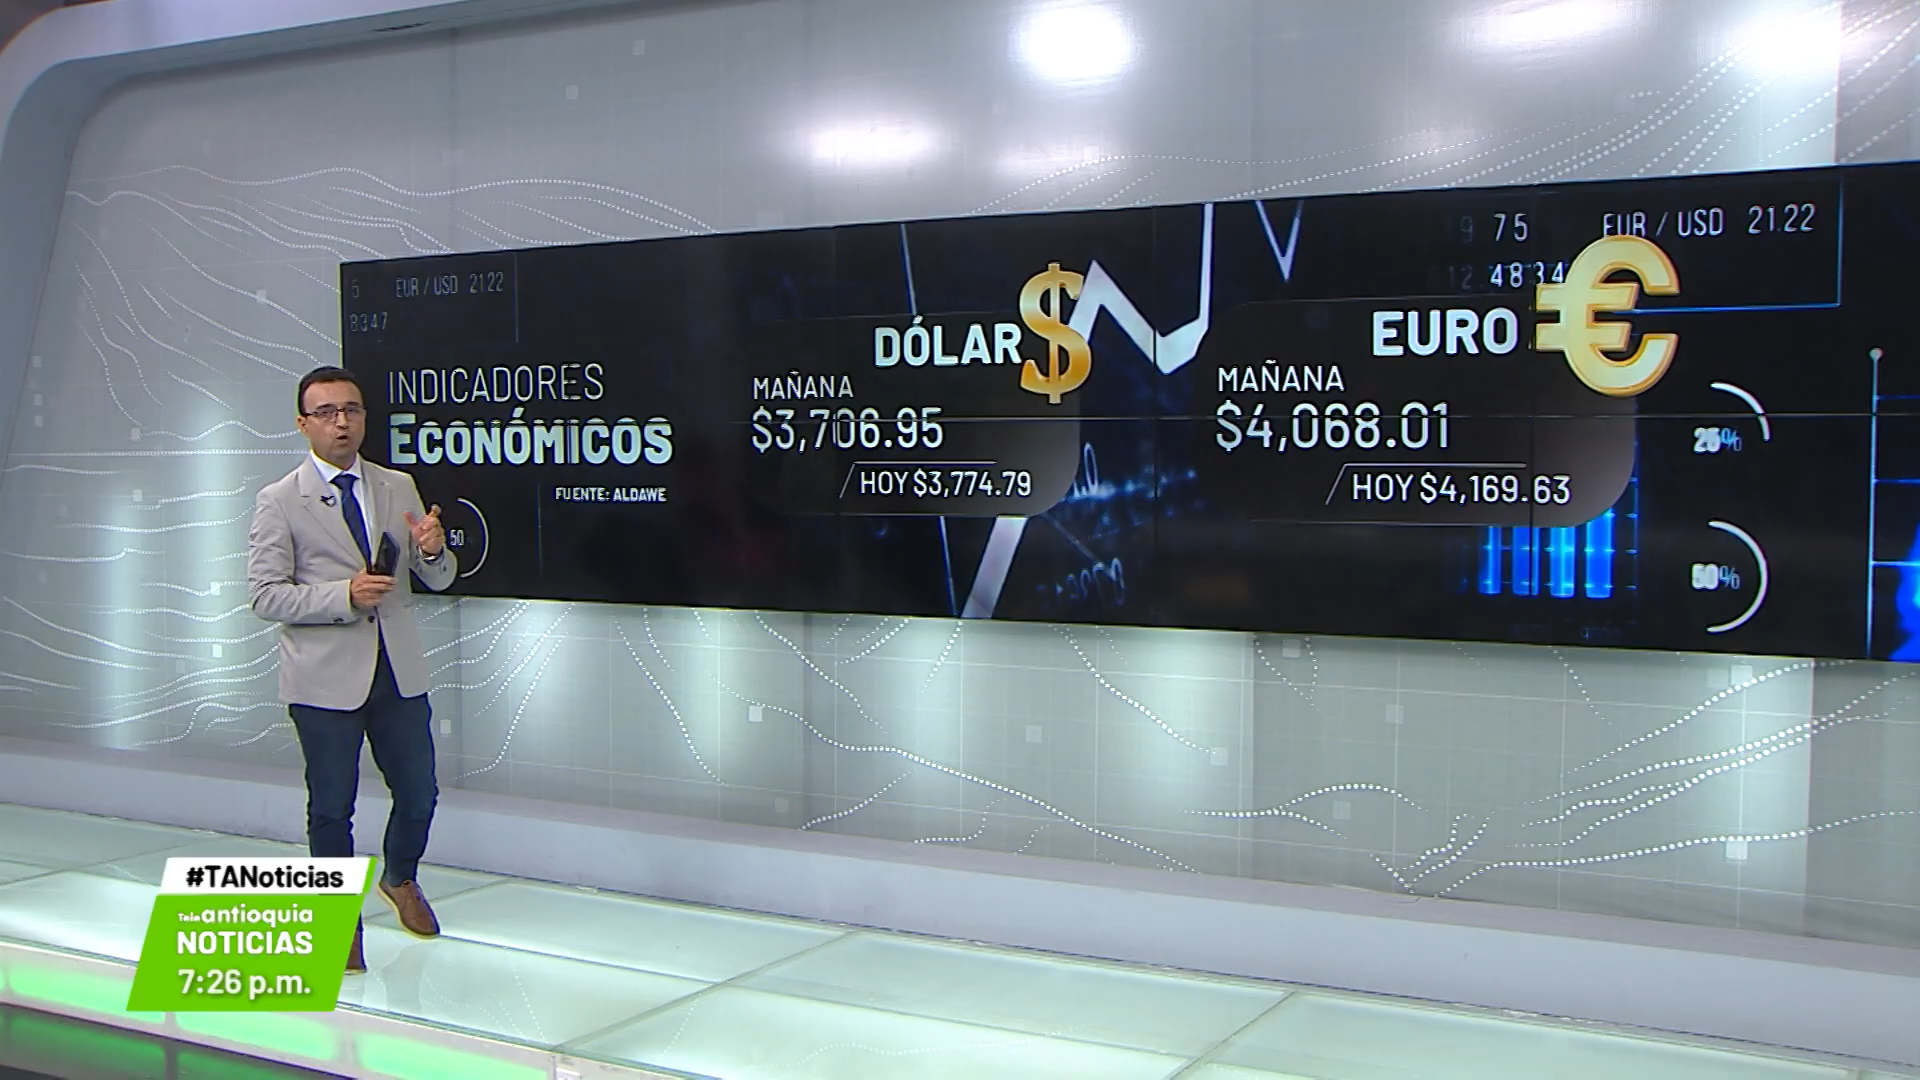 5 EUR / USD 21.22
8347
INDICADORES
ECONÓMICOS
FUENTE: ALDAWE
50
DÓLAR $
MAÑANA
$3,706.95
HOY $3,774.79
9 75 EUR / USD 21.22
12.4834
EURO €
MAÑANA
$4,068.01
HOY $4,169.63
25%
50%
#TANoticias
Teleantioquia
NOTICIAS
7:26 p.m.